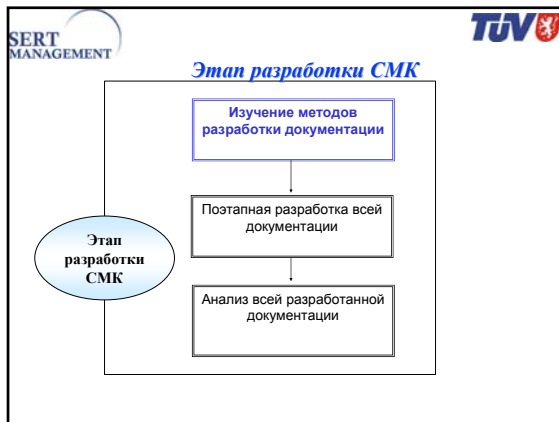 SERT
MANAGEMENT
TÜV
Этап разработки СМК
Изучение методов
разработки документации
Поэтапная разработка всей
документации
Этап
разработки
СМК
Анализ всей разработанной
документации